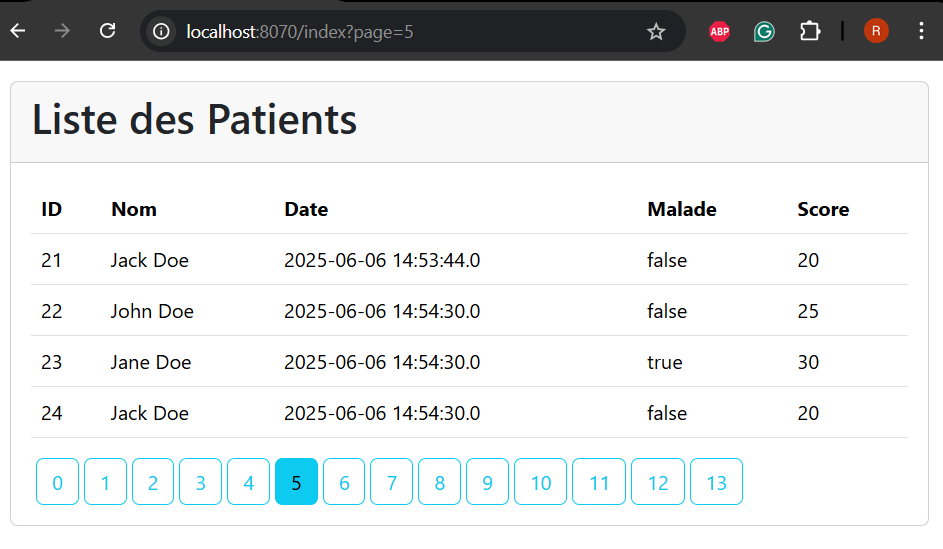 localhost:8070/index?page=5
ABP
G
R
Liste des Patients
ID Nom Date Malade Score
21 Jack Doe 2025-06-06 14:53:44.0 false 20
22 John Doe 2025-06-06 14:54:30.0 false 25
23 Jane Doe 2025-06-06 14:54:30.0 true 30
24 Jack Doe 2025-06-06 14:54:30.0 false 20
0 1 2 3 4 5 6 7 8 9 10 11 12 13